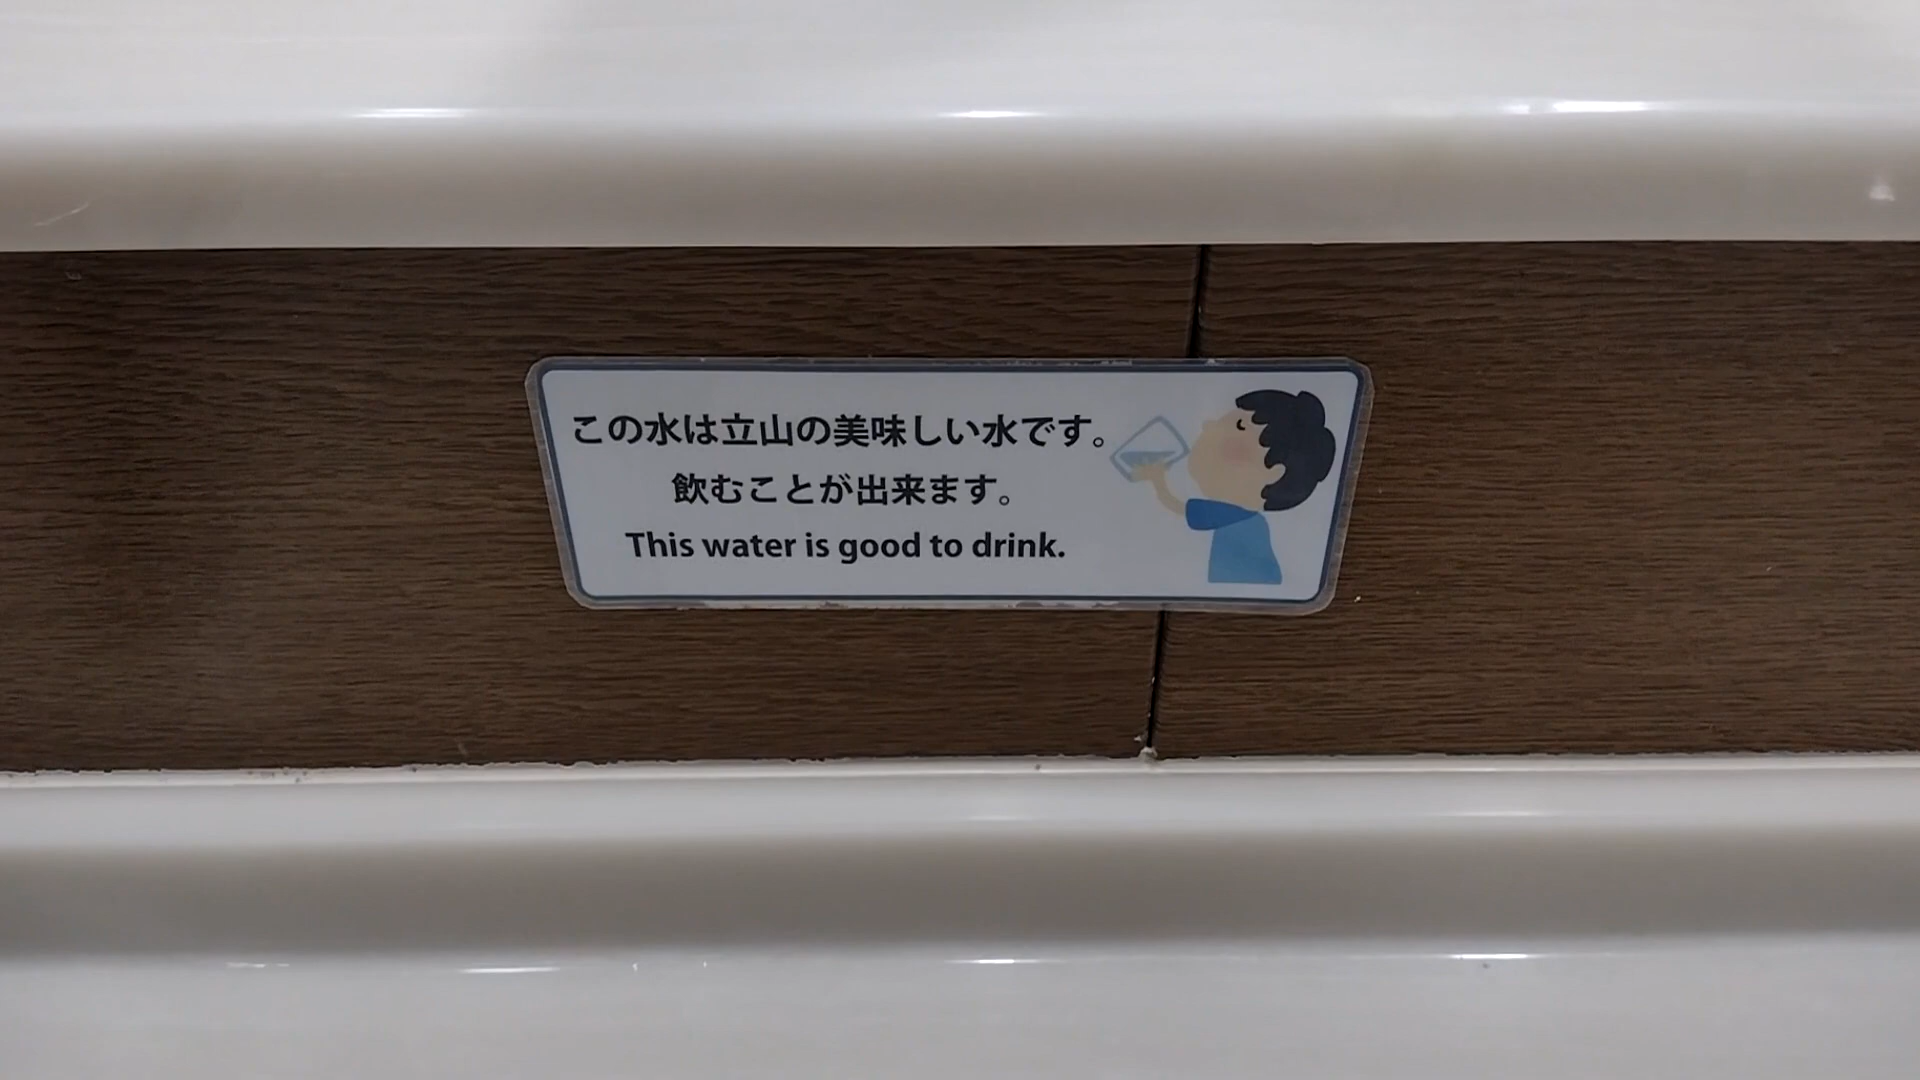 この水は立山の美味しい水です。
飲むことが出来ます。
This water is good to drink.